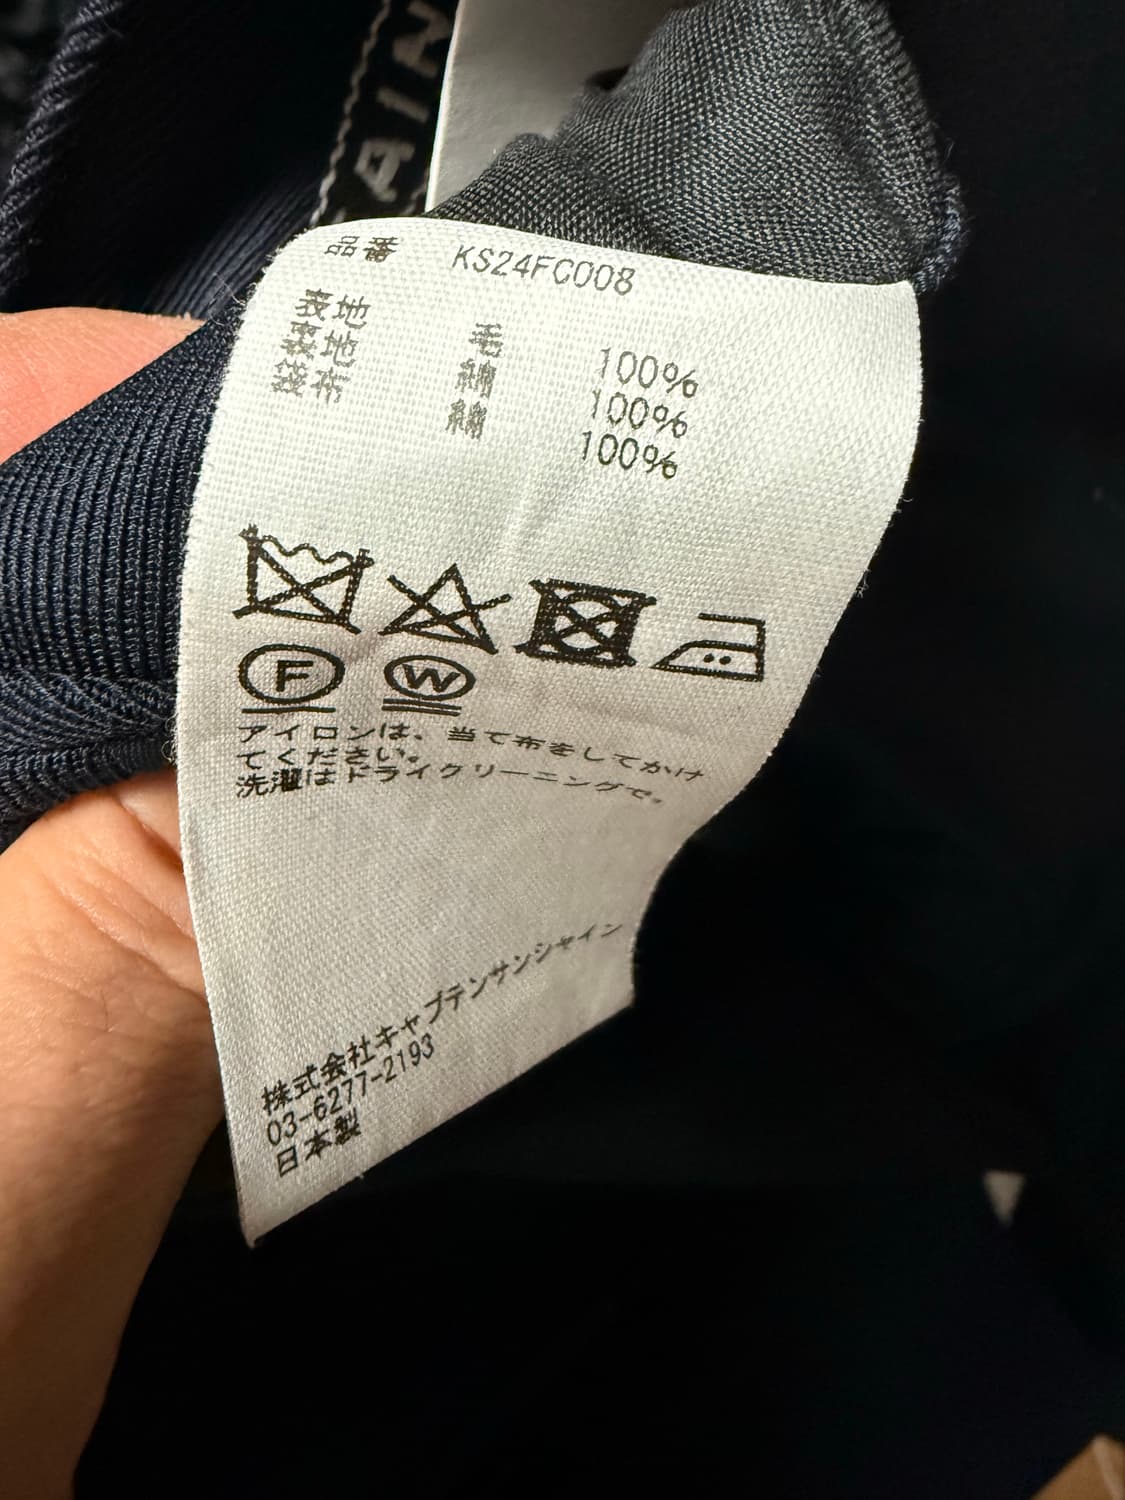 AIN
品番 KS24FC008
表地 毛 100%
裏地 綿 100%
袋布 綿 100%
F W
アイロンは、当て布をしてかけ
てください。
洗濯はドライクリーニングで。
株式会社キャプテンサンシャイン
03-6277-2193
日本製